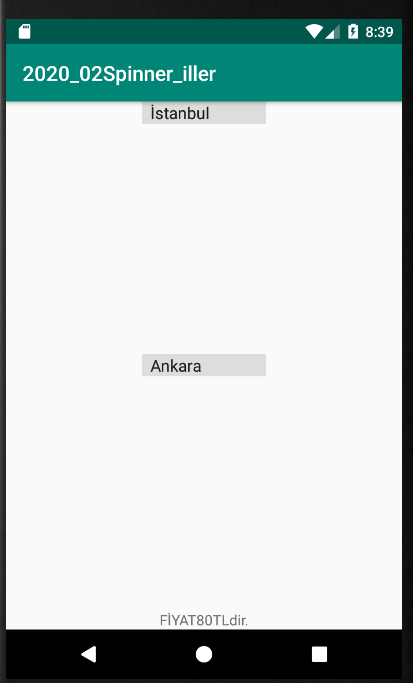 8:39
2020_02Spinner_iller
İstanbul
Ankara
FİYAT80TLdir.